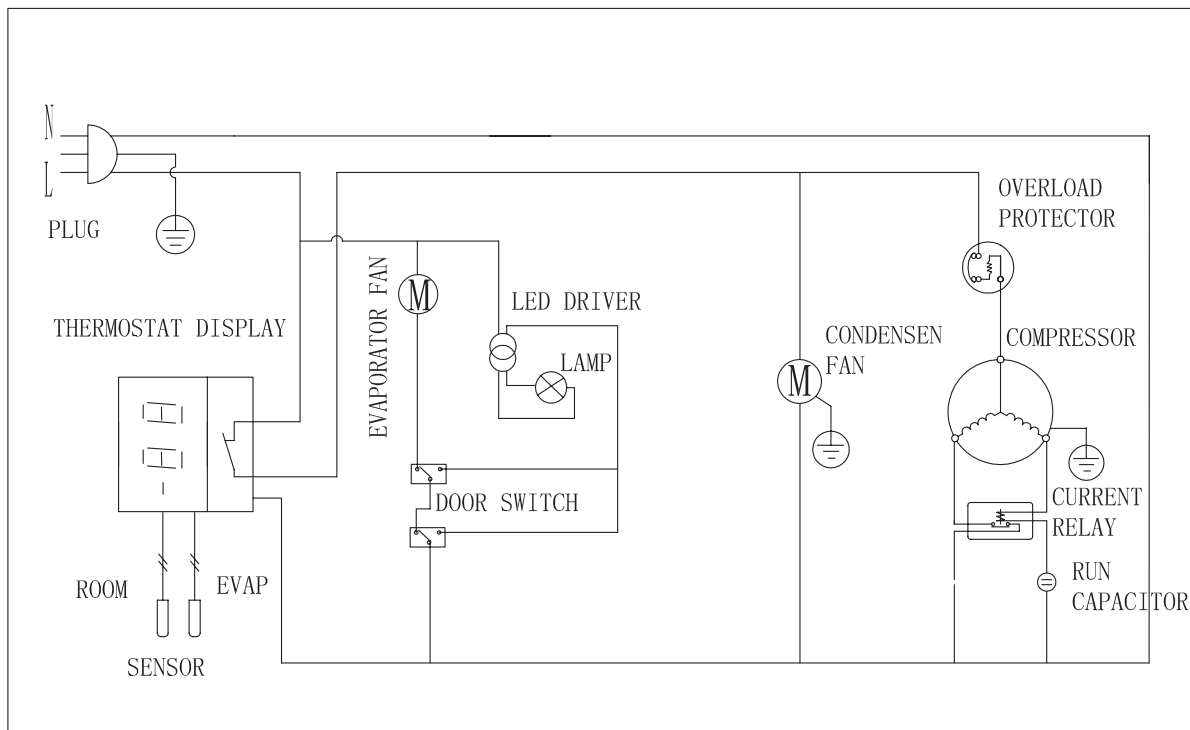 N
L
PLUG
OVERLOAD
PROTECTOR
EVAPORATOR FAN
M
LED DRIVER
THERMOSTAT DISPLAY
LAMP
CONDENSEN
FAN
M
COMPRESSOR
DOOR SWITCH
CURRENT
RELAY
ROOM
EVAP
RUN
CAPACITOR
SENSOR